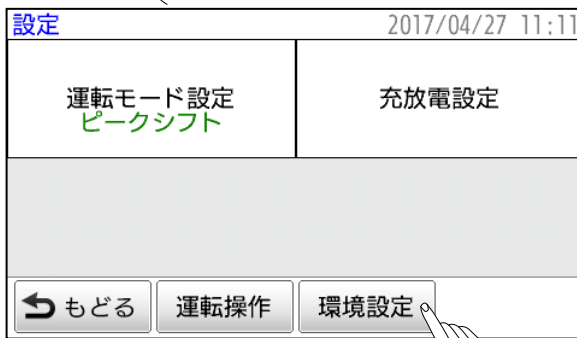 設定 2017/04/27 11:11
運転モード設定 充放電設定
ピークシフト
もどる 運転操作 環境設定